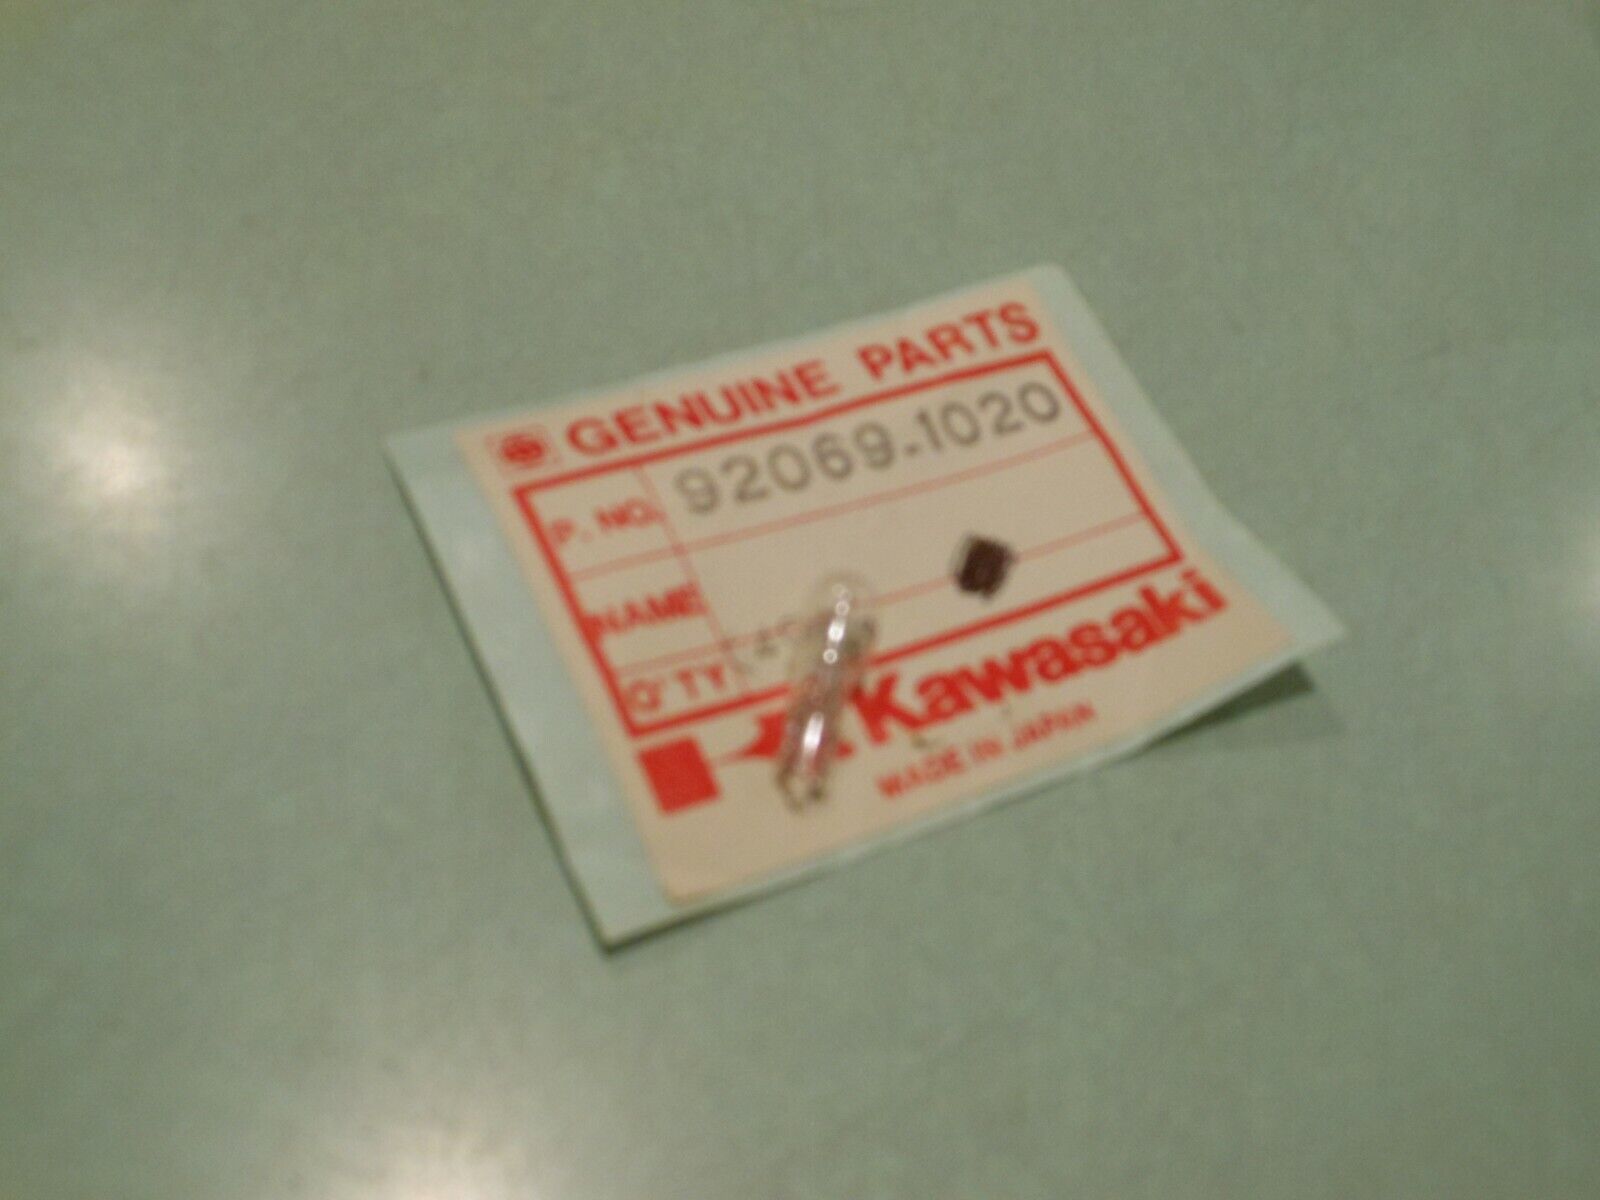 GENUINE PARTS
P. NO. 92069-1020
NAME
Q'TY
Kawasaki
MADE IN JAPAN